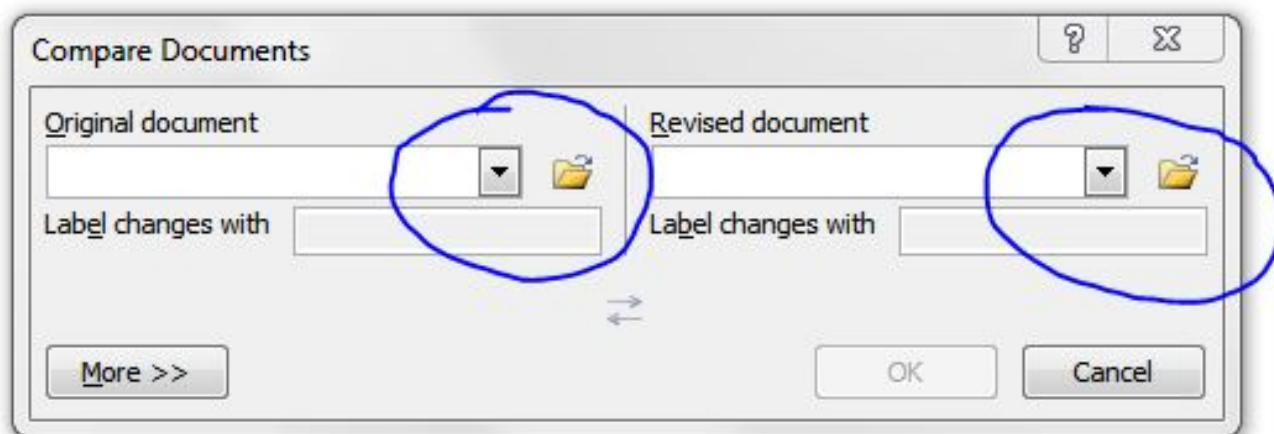 Compare Documents
Original document
Revised document
Label changes with
Label changes with
More >>
OK
Cancel